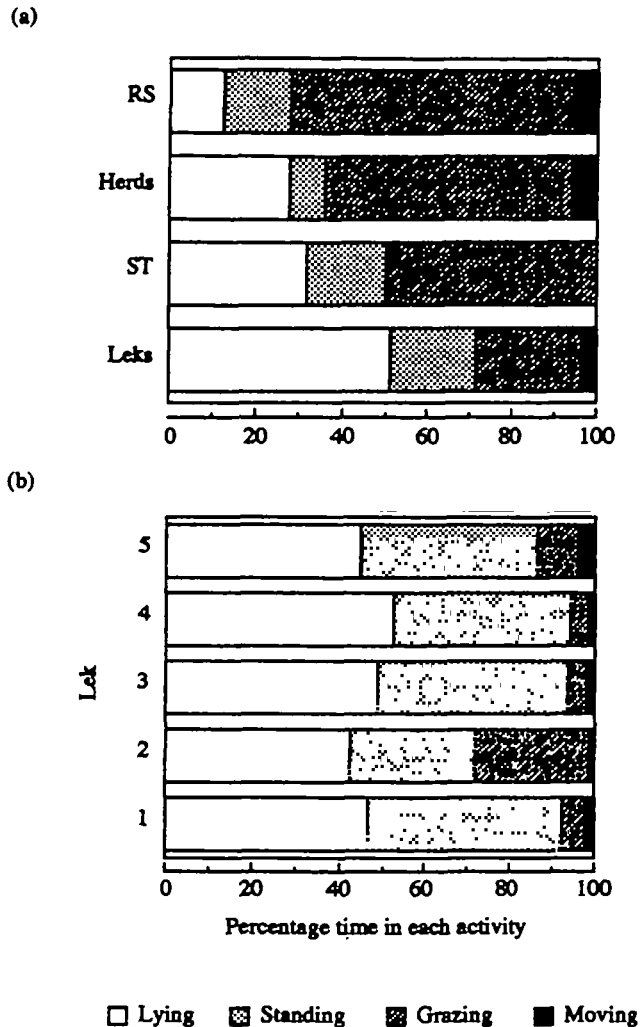 (a)
RS
Herds
ST
Leks
0 20 40 60 80 100
(b)
5
4
Lek
3
2
1
0 20 40 60 80 100
Percentage time in each activity
Lying Standing Grazing Moving